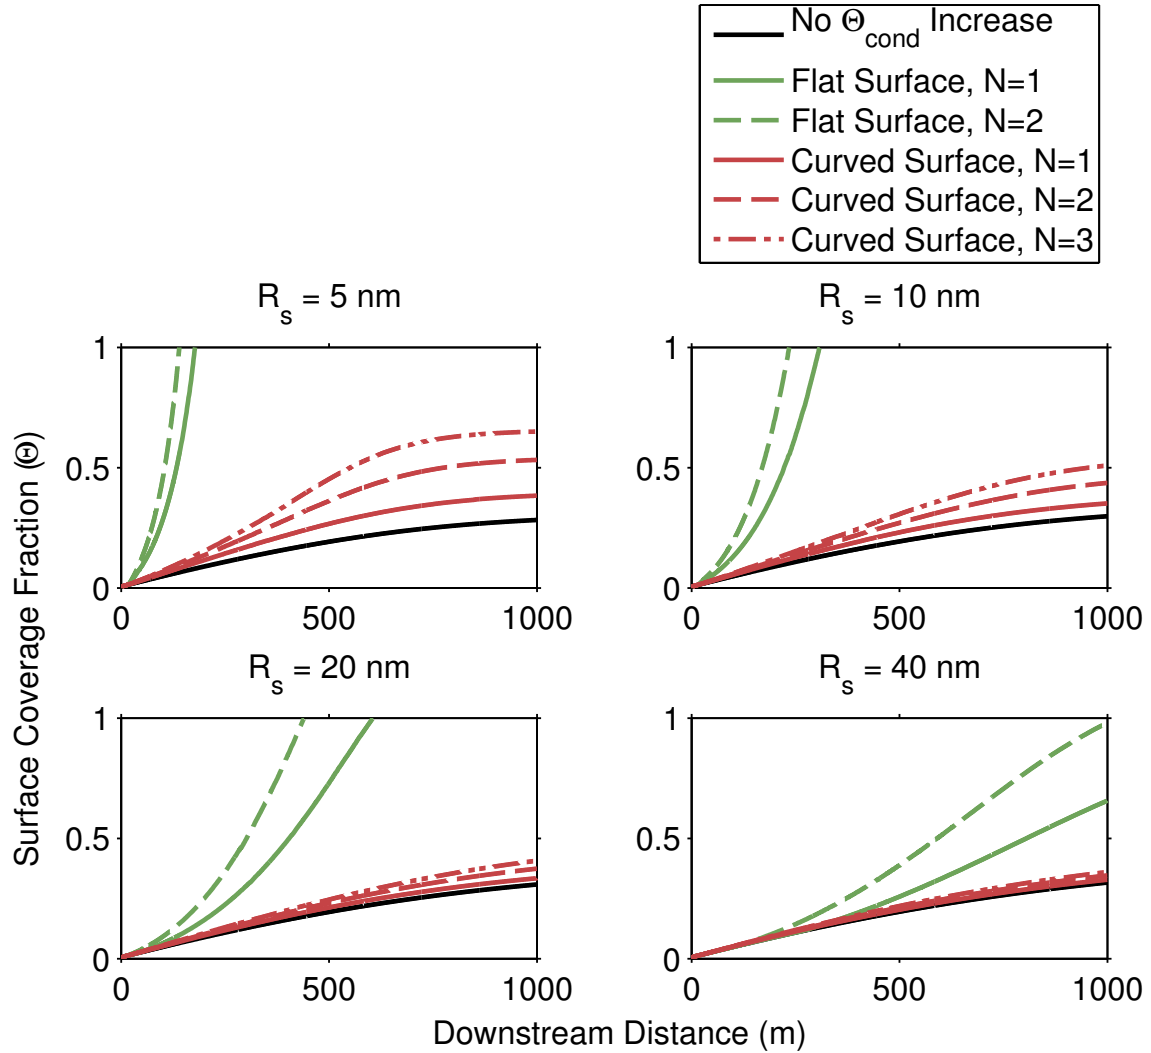 No Θcond Increase
Flat Surface, N=1
Flat Surface, N=2
Curved Surface, N=1
Curved Surface, N=2
Curved Surface, N=3
Rs = 5 nm
Rs = 10 nm
1
0.5
0
0
500
1000
1
0.5
0
0
500
1000
Rs = 20 nm
Rs = 40 nm
1
0.5
0
0
500
1000
1
0.5
0
0
500
1000
Surface Coverage Fraction (Θ)
Downstream Distance (m)